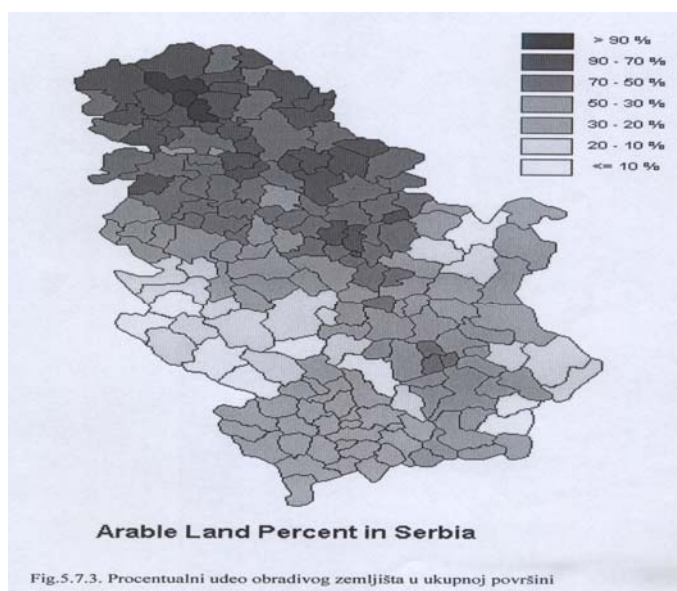 > 90 %
90 - 70 %
70 - 50 %
50 - 30 %
30 - 20 %
20 - 10 %
<= 10 %
Arable Land Percent in Serbia
Fig.5.7.3. Procentualni udeo obradivog zemljišta u ukupnoj površini